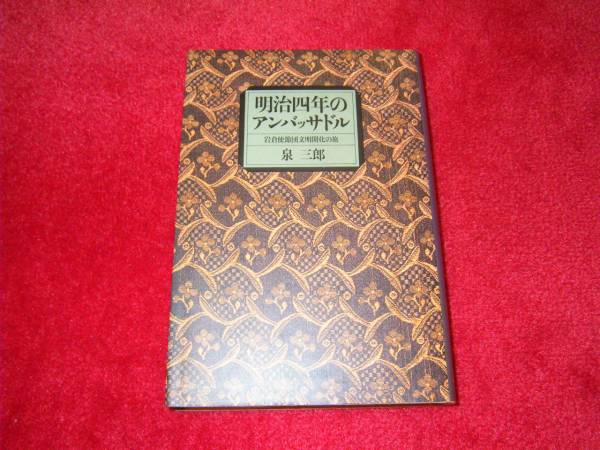 明治四年の
アンバッサドル
岩倉使節団文明開化の旅
泉 三郎